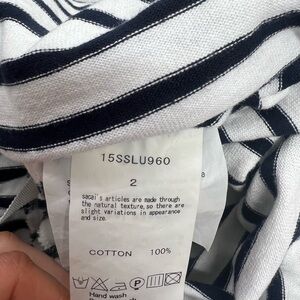 15SSLU960
2
sacai's articles are made through
the natural texture, so there are
slight variations in appearance
and size.
COTTON 100%
Hand wash